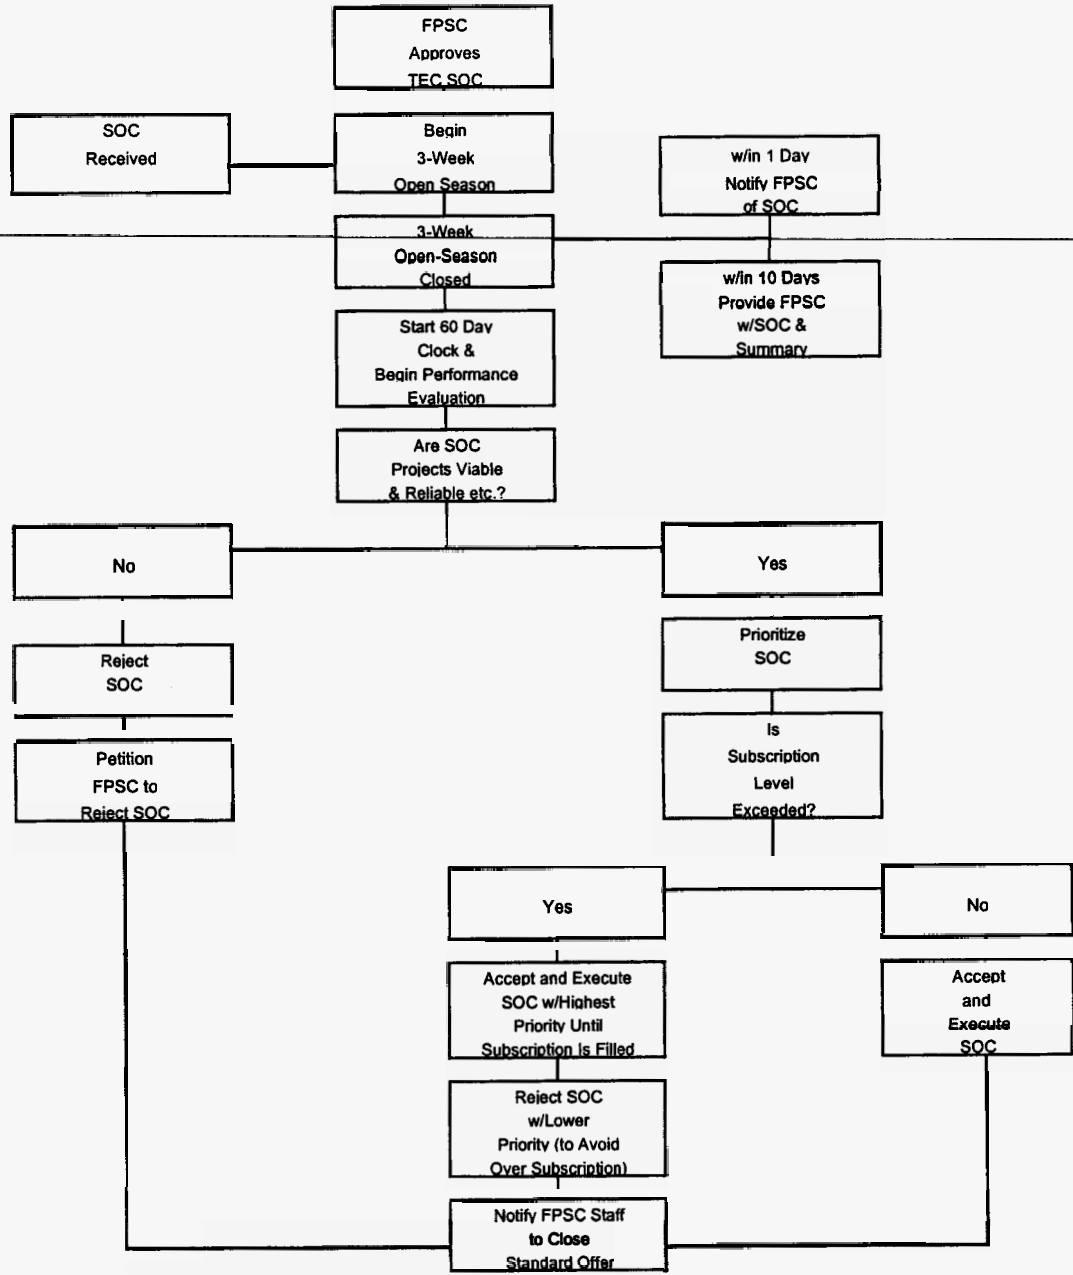 FPSC
Approves
TEC SOC
SOC
Received
Begin
3-Week
Open Season
w/in 1 Day
Notify FPSC
of SOC
3-Week
Open-Season
Closed
w/in 10 Days
Provide FPSC
w/SOC &
Summary
Start 60 Day
Clock &
Begin Performance
Evaluation
Are SOC
Projects Viable
& Reliable etc.?
No
Yes
Reject
SOC
Prioritize
SOC
Petition
FPSC to
Reject SOC
Is
Subscription
Level
Exceeded?
Yes
No
Accept and Execute
SOC w/Highest
Priority Until
Subscription Is Filled
Accept
and
Execute
SOC
Reject SOC
w/Lower
Priority (to Avoid
Over Subscription)
Notify FPSC Staff
to Close
Standard Offer